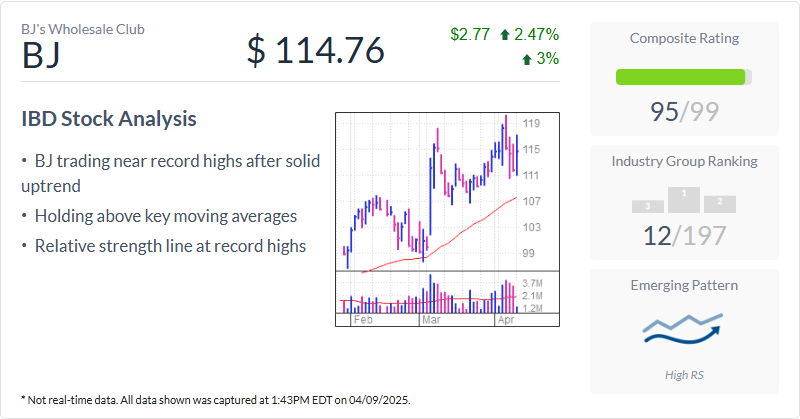 BJ's Wholesale Club
BJ
$ 114.76
$2.77 2.47%
3%
IBD Stock Analysis
• BJ trading near record highs after solid
uptrend
• Holding above key moving averages
• Relative strength line at record highs
119
115
111
107
103
99
3.7M
2.1M
1.2M
Feb Mar Apr
* Not real-time data. All data shown was captured at 1:43PM EDT on 04/09/2025.
Composite Rating
95/99
Industry Group Ranking
3 1 2
12/197
Emerging Pattern
High RS